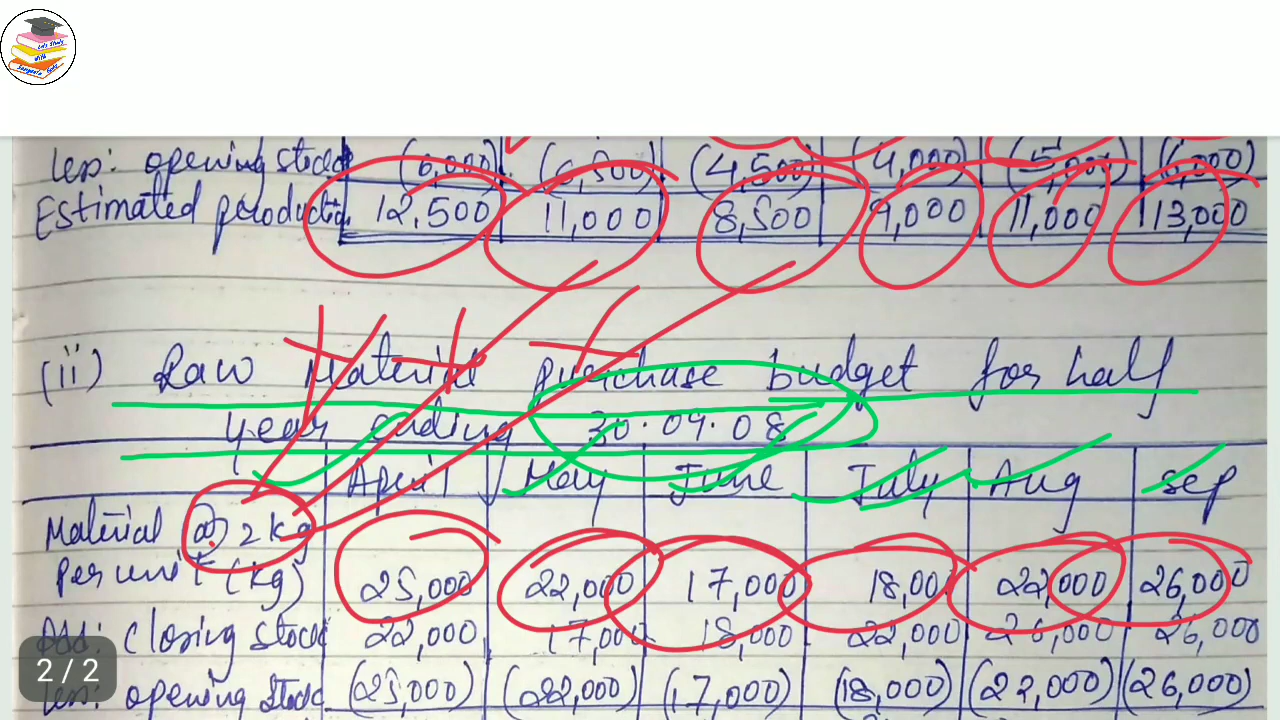 Let's Study
With
Less: opening stock (6,000) (6,500) (4,500) (4,000) (5,000) (6,000)
Estimated production 12,500 11,000 8,500 9,000 11,000 13,000
(ii) Raw Material purchase budget for half
year ending 30.09.08
April May June July Aug Sep
Material @ 2 kg
per unit (kg) 25,000 22,000 17,000 18,000 22,000 26,000
Add: Closing stock 22,000 17,000 18,000 22,000 26,000 26,000
Less: opening stock (25,000) (22,000) (17,000) (18,000) (22,000) (26,000)
2 / 2